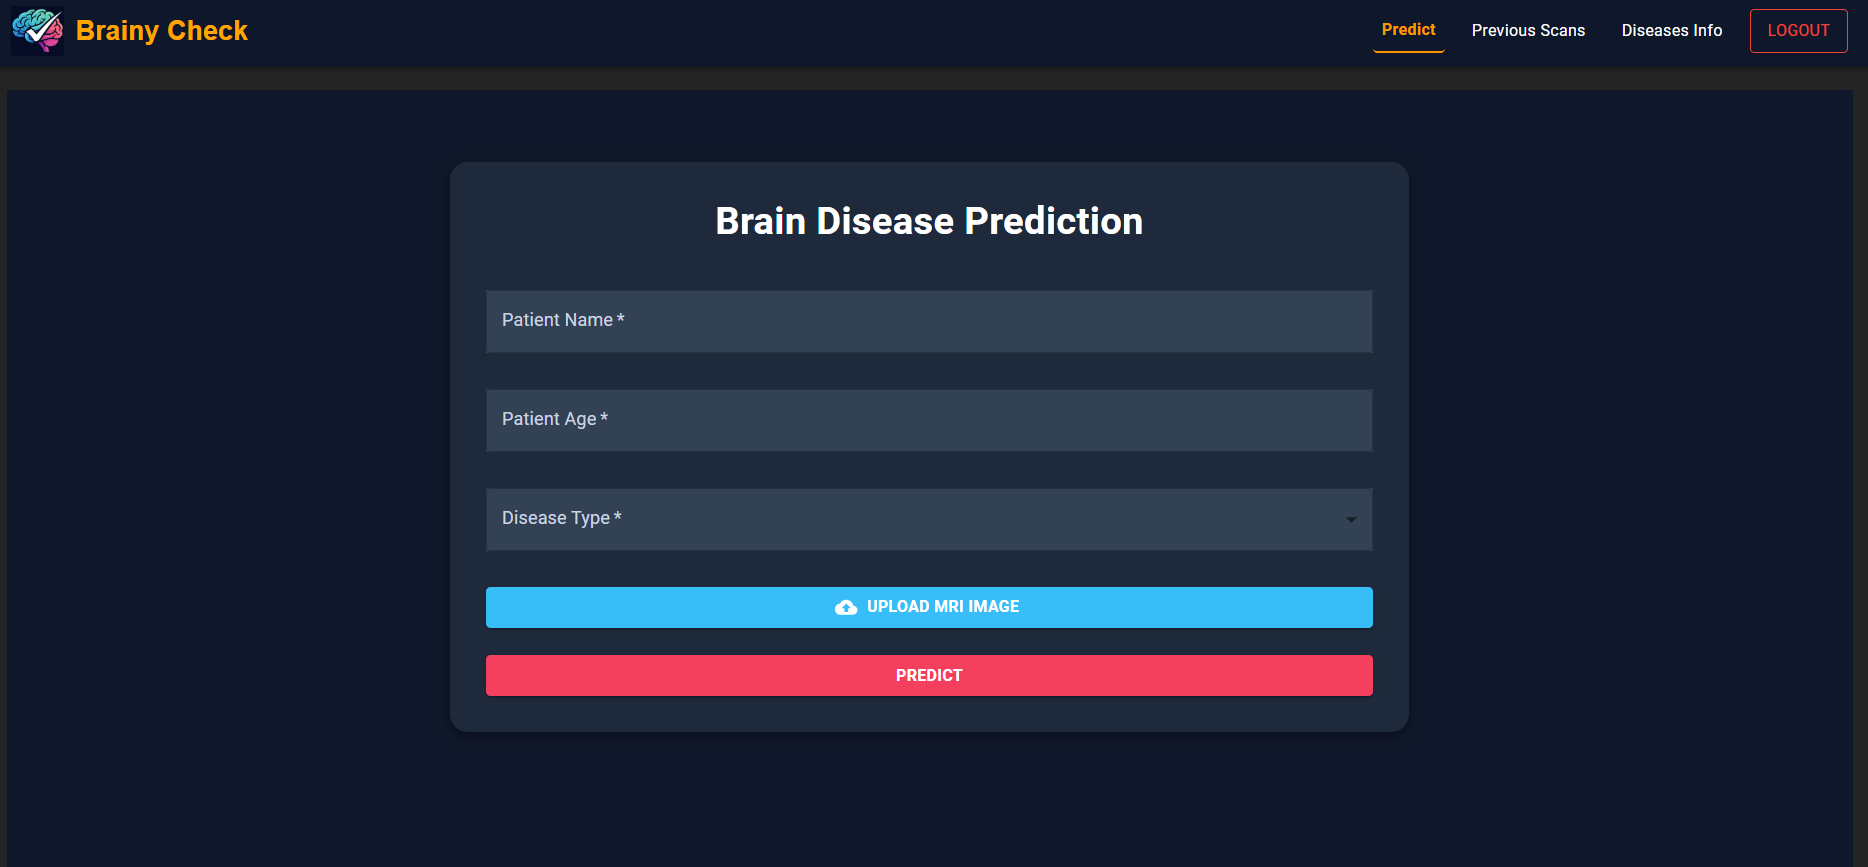 Brainy Check
Predict
Previous Scans
Diseases Info
LOGOUT
Brain Disease Prediction
Patient Name *
Patient Age *
Disease Type *
UPLOAD MRI IMAGE
PREDICT